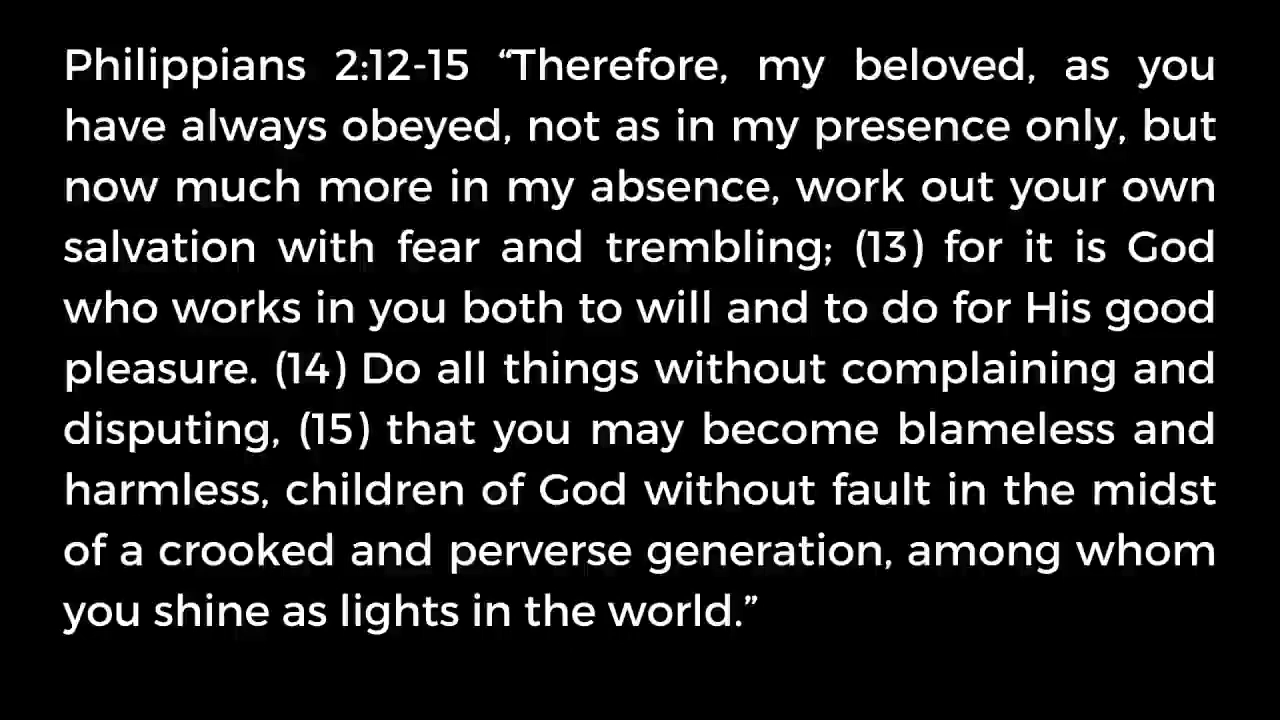 Philippians 2:12-15 “Therefore, my beloved, as you
have always obeyed, not as in my presence only, but
now much more in my absence, work out your own
salvation with fear and trembling; (13) for it is God
who works in you both to will and to do for His good
pleasure. (14) Do all things without complaining and
disputing, (15) that you may become blameless and
harmless, children of God without fault in the midst
of a crooked and perverse generation, among whom
you shine as lights in the world.”